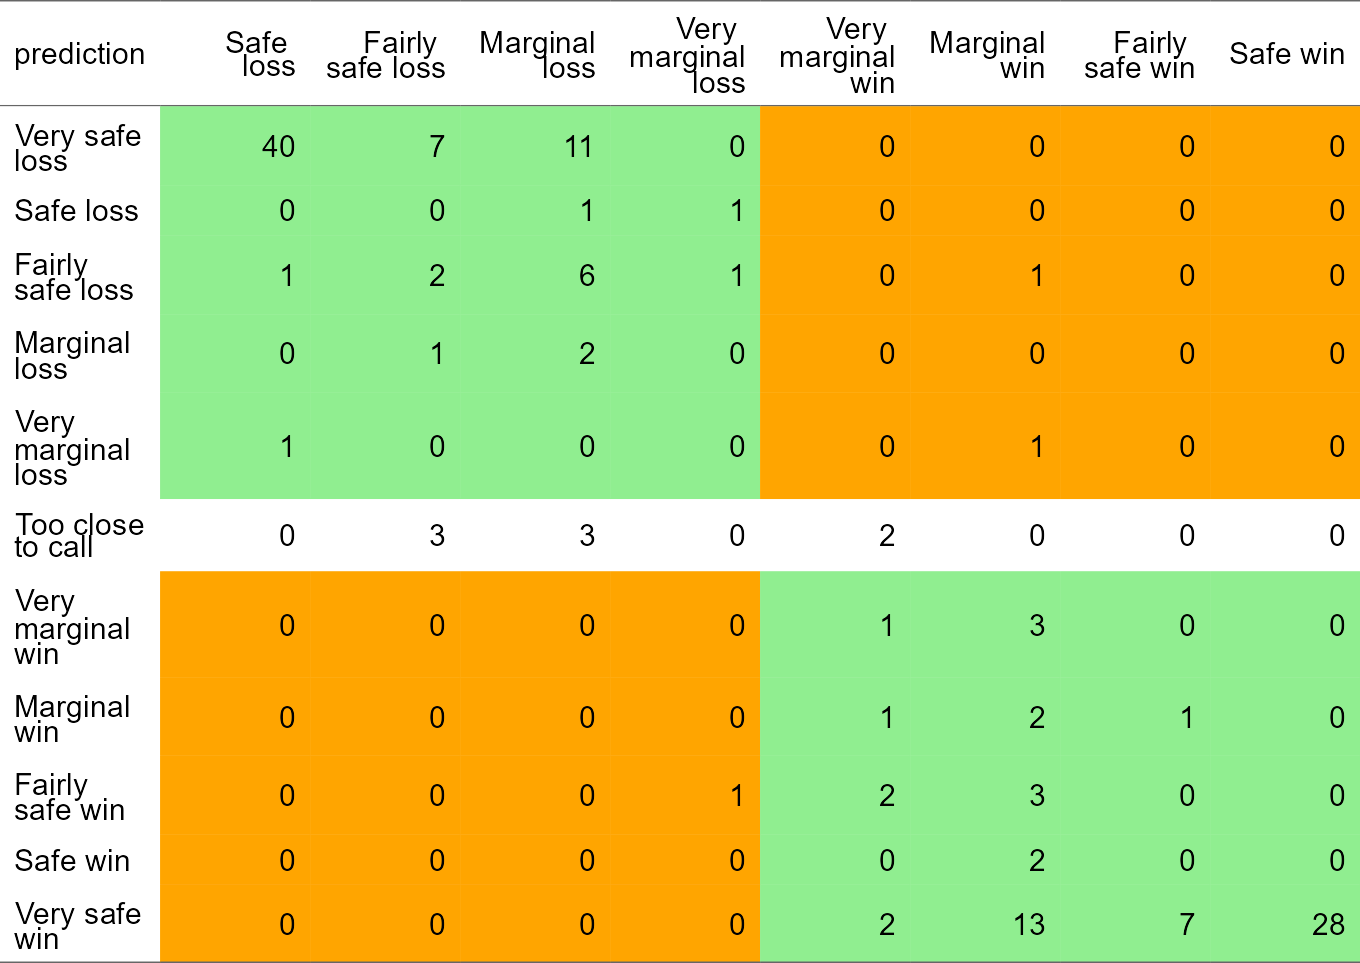 prediction Safe loss Fairly safe loss Marginal loss Very marginal loss Very marginal win Marginal win Fairly safe win Safe win
Very safe loss 40 7 11 0 0 0 0 0
Safe loss 0 0 1 1 0 0 0 0
Fairly safe loss 1 2 6 1 0 1 0 0
Marginal loss 0 1 2 0 0 0 0 0
Very marginal loss 1 0 0 0 0 1 0 0
Too close to call 0 3 3 0 2 0 0 0
Very marginal win 0 0 0 0 1 3 0 0
Marginal win 0 0 0 0 1 2 1 0
Fairly safe win 0 0 0 1 2 3 0 0
Safe win 0 0 0 0 0 2 0 0
Very safe win 0 0 0 0 2 13 7 28